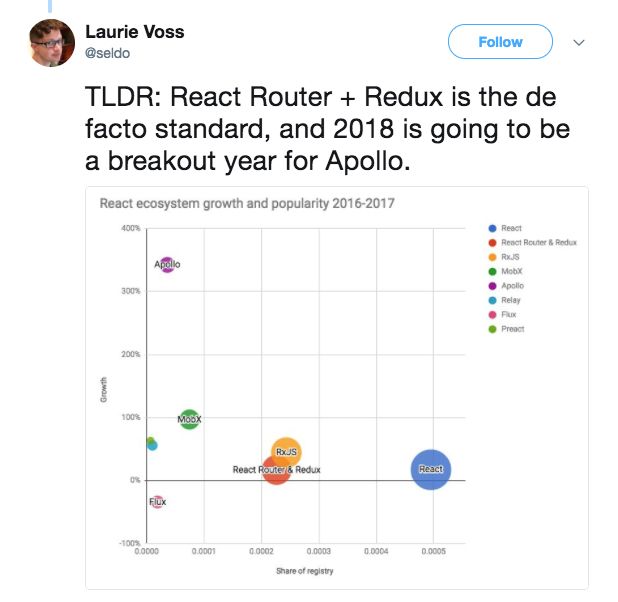 Laurie Voss
@seldo
Follow
TLDR: React Router + Redux is the de
facto standard, and 2018 is going to be
a breakout year for Apollo.
React ecosystem growth and popularity 2016-2017
400%
300%
200%
100%
0%
-100%
Growth
Apollo
MobX
RxJS
React Router & Redux
React
Flux
0.0000
0.0001
0.0002
0.0003
0.0004
0.0005
Share of registry
React
React Router & Redux
RxJS
MobX
Apollo
Relay
Flux
Preact